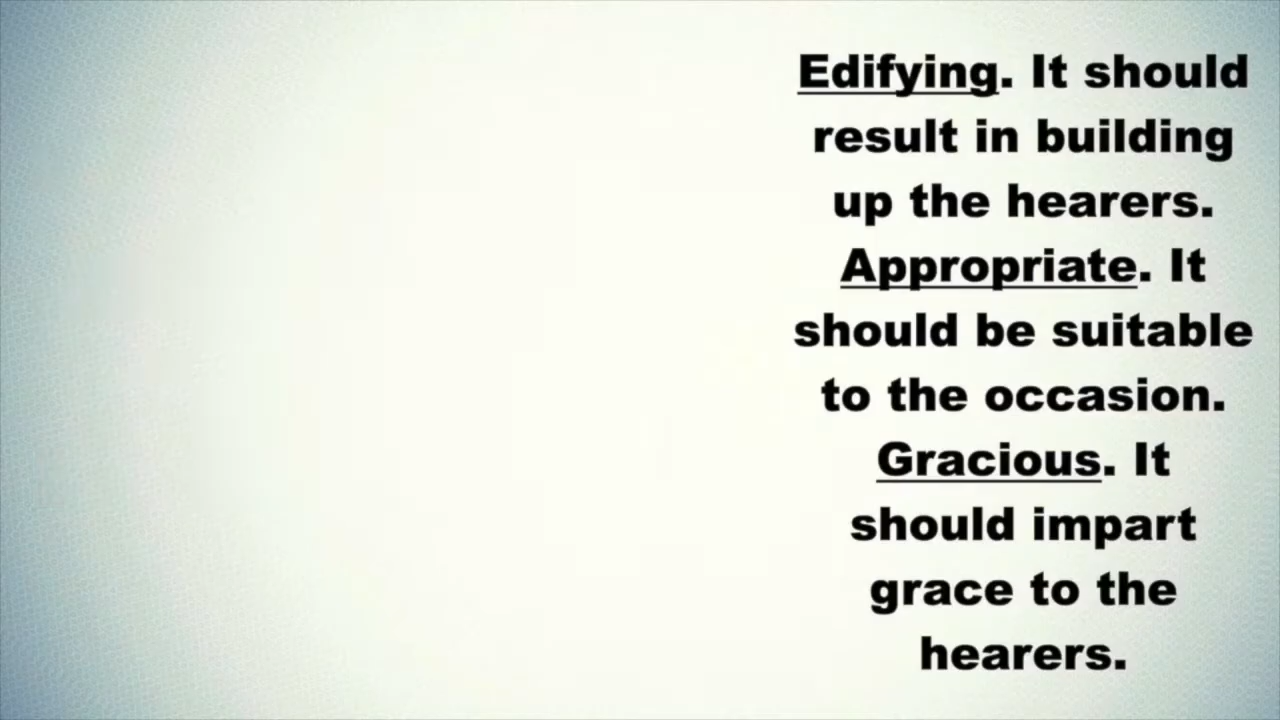 Edifying. It should
result in building
up the hearers.
Appropriate. It
should be suitable
to the occasion.
Gracious. It
should impart
grace to the
hearers.